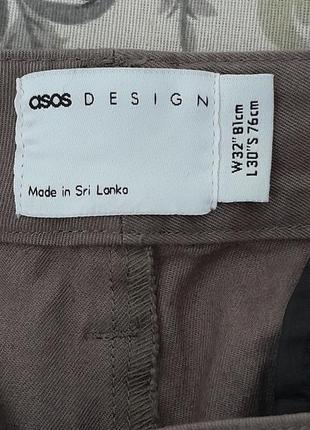 asos DESIGN
Made in Sri Lanka
W32" 81cm
L30"S 76cm